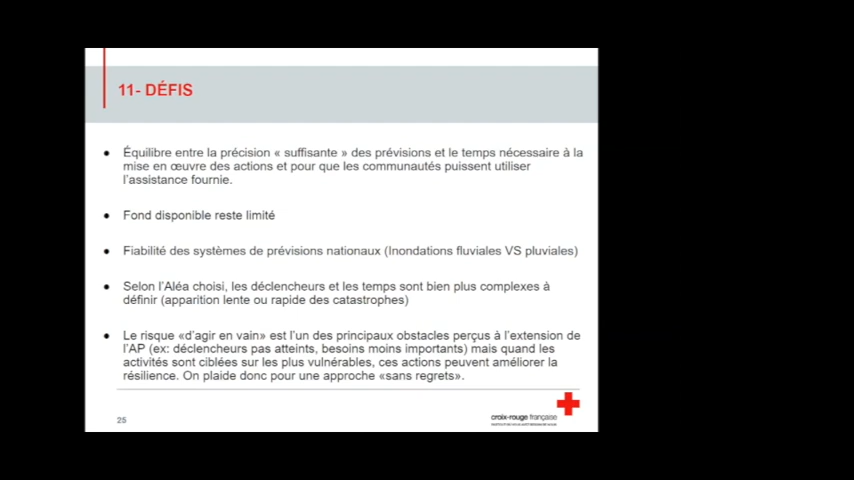 11- DÉFIS
● Équilibre entre la précision « suffisante » des prévisions et le temps nécessaire à la
mise en œuvre des actions et pour que les communautés puissent utiliser
l'assistance fournie.
● Fond disponible reste limité
● Fiabilité des systèmes de prévisions nationaux (Inondations fluviales VS pluviales)
● Selon l'Aléa choisi, les déclencheurs et les temps sont bien plus complexes à
définir (apparition lente ou rapide des catastrophes)
● Le risque «d'agir en vain» est l'un des principaux obstacles perçus à l'extension de
l'AP (ex: déclencheurs pas atteints, besoins moins importants) mais quand les
activités sont ciblées sur les plus vulnérables, ces actions peuvent améliorer la
résilience. On plaide donc pour une approche «sans regrets».
croix-rouge française
25